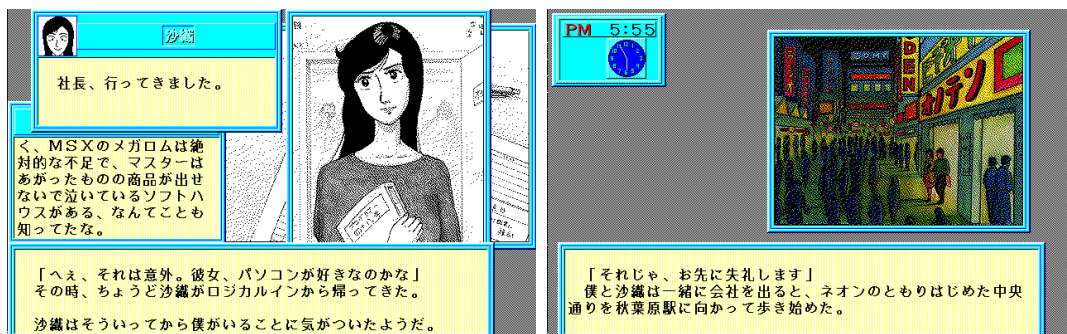 沙織
社長、行ってきました。
く、MSXのメガロムは絶
対的な不足で、マスターは
あがったものの商品が出せ
ないで泣いているソフトハ
ウスがある、なんてことも
知ってたな。
「へぇ、それは意外。彼女、パソコンが好きなのかな」
その時、ちょうど沙織がロジカルインから帰ってきた。
沙織はそういってから僕がいることに気がついたようだ。
PM 5:55
DEN
オノデン
「それじゃ、お先に失礼します」
僕と沙織は一緒に会社を出ると、ネオンのともりはじめた中央
通りを秋葉原駅に向かって歩き始めた。